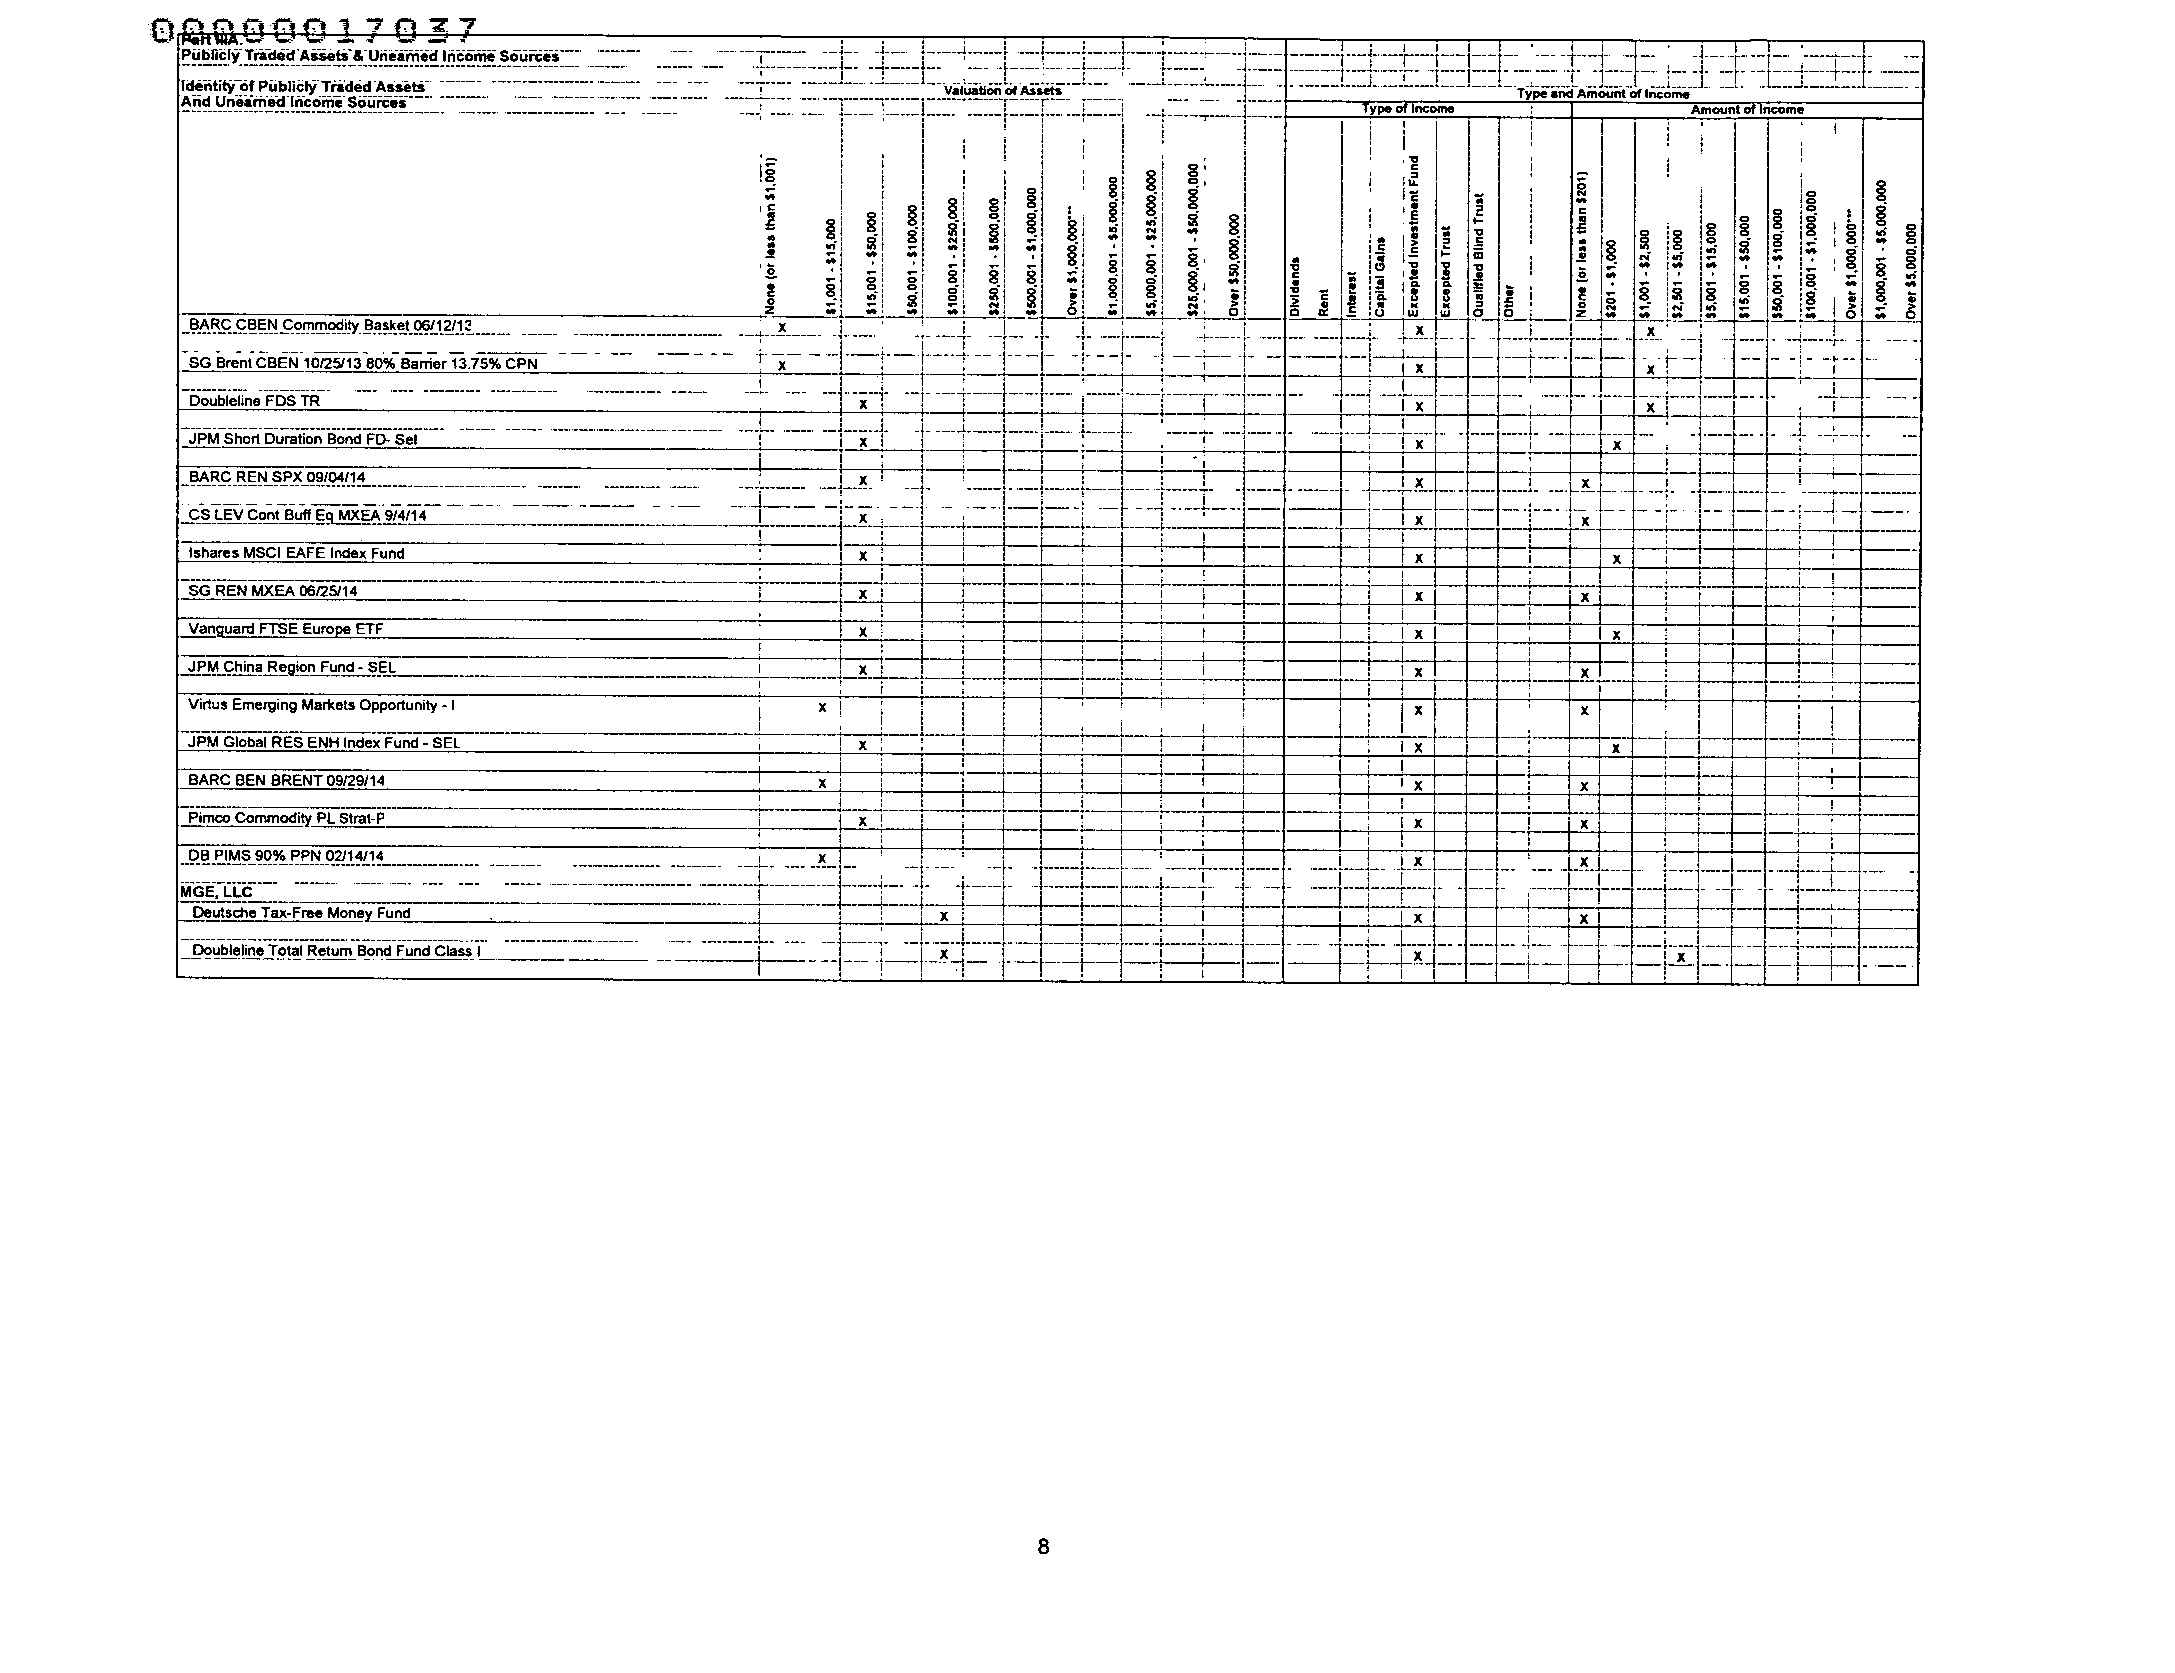 00000017037
Part IIIA.
Publicly Traded Assets & Unearned Income Sources
Identity of Publicly Traded Assets
And Unearned Income Sources
Valuation of Assets
Type and Amount of Income
Type of Income
Amount of Income
None (or less than $1,001)
$1,001 - $15,000
$15,001 - $50,000
$50,001 - $100,000
$100,001 - $250,000
$250,001 - $500,000
$500,001 - $1,000,000
Over $1,000,000***
$1,000,001 - $5,000,000
$5,000,001 - $25,000,000
$25,000,001 - $50,000,000
Over $50,000,000
Dividends
Rent
Interest
Capital Gains
Excepted Investment Fund
Excepted Trust
Qualified Blind Trust
Other
None (or less than $201)
$201 - $1,000
$1,001 - $2,500
$2,501 - $5,000
$5,001 - $15,000
$15,001 - $50,000
$50,001 - $100,000
$100,001 - $1,000,000
Over $1,000,000***
$1,000,001 - $5,000,000
Over $5,000,000
BARC CBEN Commodity Basket 06/12/13 X X X
SG Brent CBEN 10/25/13 80% Barrier 13.75% CPN X X X
Doubleline FDS TR X X X
JPM Short Duration Bond FD- Sel X X X
BARC REN SPX 09/04/14 X X X
CS LEV Cont Buff Eq MXEA 9/4/14 X X X
Ishares MSCI EAFE Index Fund X X X
SG REN MXEA 06/25/14 X X X
Vanguard FTSE Europe ETF X X X
JPM China Region Fund - SEL X X X
Virtus Emerging Markets Opportunity - I X X X
JPM Global RES ENH Index Fund - SEL X X X
BARC BEN BRENT 09/29/14 X X X
Pimco Commodity PL Strat-P X X X
DB PIMS 90% PPN 02/14/14 X X X
MGE, LLC
Deutsche Tax-Free Money Fund X X X
Doubleline Total Return Bond Fund Class I X X X
8